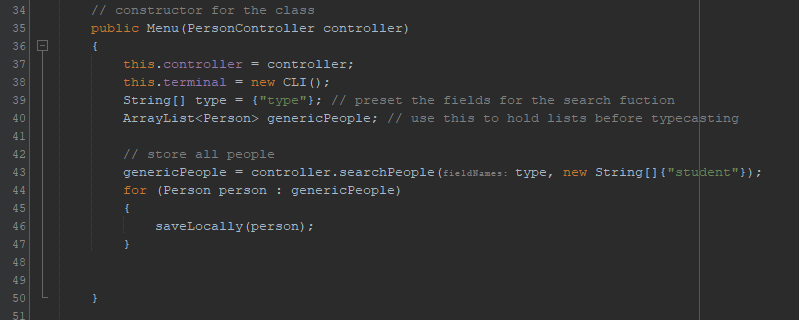 34 // constructor for the class
35 public Menu(PersonController controller)
36 {
37 this.controller = controller;
38 this.terminal = new CLI();
39 String[] type = {"type"}; // preset the fields for the search fuction
40 ArrayList<Person> genericPeople; // use this to hold lists before typecasting
41
42 // store all people
43 genericPeople = controller.searchPeople(fieldNames: type, new String[]{"student"});
44 for (Person person : genericPeople)
45 {
46 saveLocally(person);
47 }
48
49
50 }
51